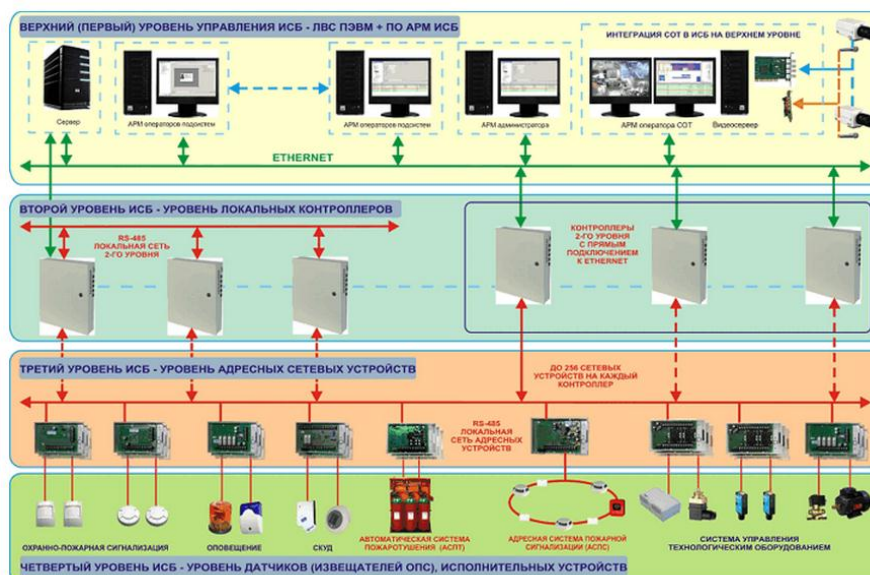 ВЕРХНИЙ (ПЕРВЫЙ) УРОВЕНЬ УПРАВЛЕНИЯ ИСБ - ЛВС ПЭВМ + ПО АРМ ИСБ
ИНТЕГРАЦИЯ СОТ В ИСБ НА ВЕРХНЕМ УРОВНЕ
Сервер
АРМ операторов подсистем
АРМ операторов подсистем
АРМ администратора
АРМ оператора СОТ
Видеосервер
ETHERNET
ВТОРОЙ УРОВЕНЬ ИСБ - УРОВЕНЬ ЛОКАЛЬНЫХ КОНТРОЛЛЕРОВ
RS-485
ЛОКАЛЬНАЯ СЕТЬ
2-ГО УРОВНЯ
КОНТРОЛЛЕРЫ
2-ГО УРОВНЯ
С ПРЯМЫМ
ПОДКЛЮЧЕНИЕМ
К ETHERNET
ТРЕТИЙ УРОВЕНЬ ИСБ - УРОВЕНЬ АДРЕСНЫХ СЕТЕВЫХ УСТРОЙСТВ
ДО 256 СЕТЕВЫХ
УСТРОЙСТВ НА КАЖДЫЙ
КОНТРОЛЛЕР
RS-485
ЛОКАЛЬНАЯ
СЕТЬ АДРЕСНЫХ
УСТРОЙСТВ
ОХРАННО-ПОЖАРНАЯ СИГНАЛИЗАЦИЯ
ОПОВЕЩЕНИЕ
СКУД
АВТОМАТИЧЕСКАЯ СИСТЕМА
ПОЖАРОТУШЕНИЯ (АСПТ)
АДРЕСНАЯ СИСТЕМА ПОЖАРНОЙ
СИГНАЛИЗАЦИИ (АСПС)
СИСТЕМА УПРАВЛЕНИЯ
ТЕХНОЛОГИЧЕСКИМ ОБОРУДОВАНИЕМ
ЧЕТВЕРТЫЙ УРОВЕНЬ ИСБ - УРОВЕНЬ ДАТЧИКОВ (ИЗВЕЩАТЕЛЕЙ ОПС), ИСПОЛНИТЕЛЬНЫХ УСТРОЙСТВ